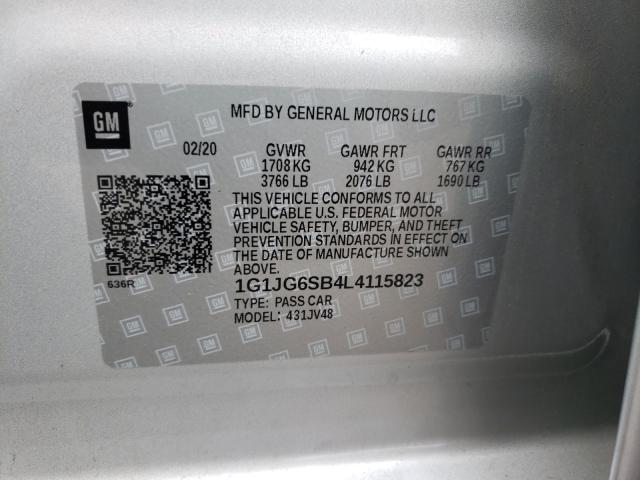 GM
MFD BY GENERAL MOTORS LLC
02/20 GVWR GAWR FRT GAWR RR
1708 KG 942 KG 767 KG
3766 LB 2076 LB 1690 LB
THIS VEHICLE CONFORMS TO ALL
APPLICABLE U.S. FEDERAL MOTOR
VEHICLE SAFETY, BUMPER, AND THEFT
PREVENTION STANDARDS IN EFFECT ON
THE DATE OF MANUFACTURE SHOWN
ABOVE.
636R
1G1JG6SB4L4115823
TYPE: PASS CAR
MODEL: 431JV48